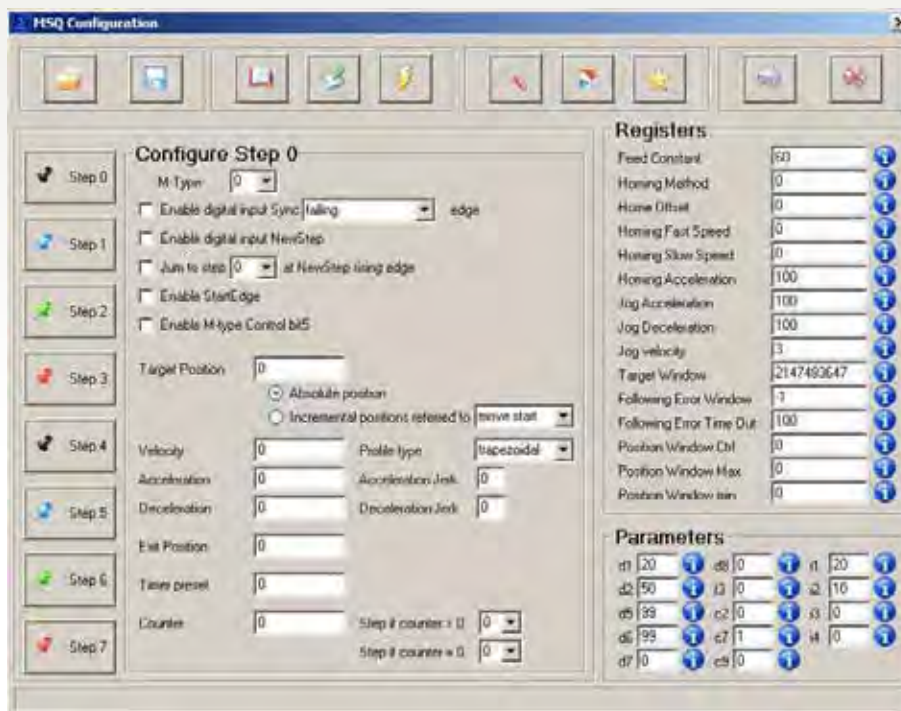 MSQ Configuration
Step 0
Step 1
Step 2
Step 3
Step 4
Step 5
Step 6
Step 7
Configure Step 0
M-Type 0
Enable digital input Sync falling edge
Enable digital input NewStep
Jum to step 0 at NewStep rising edge
Enable StartEdge
Enable M-type Control bit5
Target Position 0
Absolute position
Incremental positions referred to move start
Velocity 0 Profile type trapezoidal
Acceleration 0 Acceleration Jerk 0
Deceleration 0 Deceleration Jerk 0
Exit Position 0
Timer preset 0
Counter 0 Step if counter 0 0
Step if counter = 0 0
Registers
Feed Constant 60
Homing Method 0
Home Offset 0
Homing Fast Speed 0
Homing Slow Speed 0
Homing Acceleration 100
Jog Acceleration 100
Jog Deceleration 100
Jog velocity 3
Target Window 2147493647
Following Error Window -1
Following Error Time Out 100
Position Window Ctrl 0
Position Window Max 0
Position Window min 0
Parameters
d1 20 d8 0 i1 20
d2 50 0 i2 16
d5 39 c2 0 i3 0
d6 99 c7 1 i4 0
d7 0 c9 0